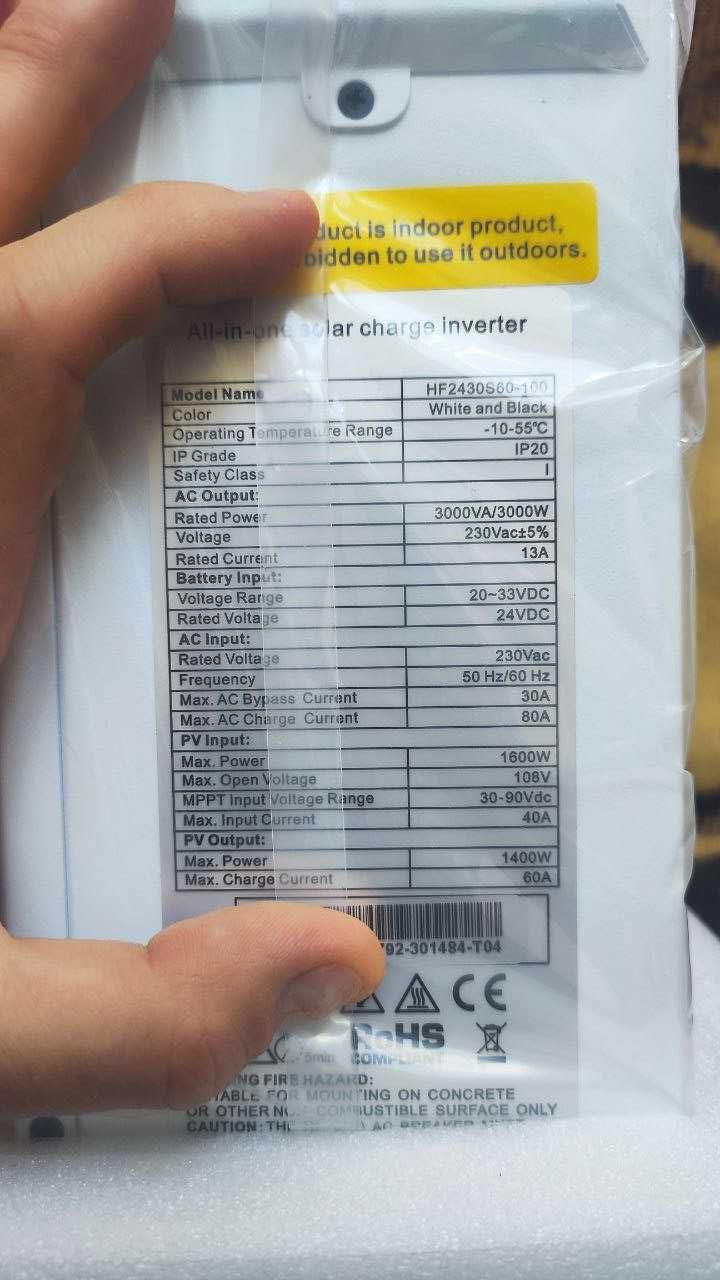 duct is indoor product,
bidden to use it outdoors.
All-in-one solar charge inverter
Model Name HF2430S60-100
Color White and Black
Operating Temperature Range -10-55℃
IP Grade IP20
Safety Class I
AC Output:
Rated Power 3000VA/3000W
Voltage 230Vac±5%
Rated Current 13A
Battery Input:
Voltage Range 20~33VDC
Rated Voltage 24VDC
AC Input:
Rated Voltage 230Vac
Frequency 50 Hz/60 Hz
Max. AC Bypass Current 30A
Max. AC Charge Current 80A
PV Input:
Max. Power 1600W
Max. Open Voltage 108V
MPPT Input Voltage Range 30-90Vdc
Max. Input Current 40A
PV Output:
Max. Power 1400W
Max. Charge Current 60A
92-301484-T04
CE
5min RoHS
COMPLIANT
NG FIRE HAZARD:
TABLE FOR MOUNTING ON CONCRETE
OR OTHER COMBUSTIBLE SURFACE ONLY
CAUTION: AC